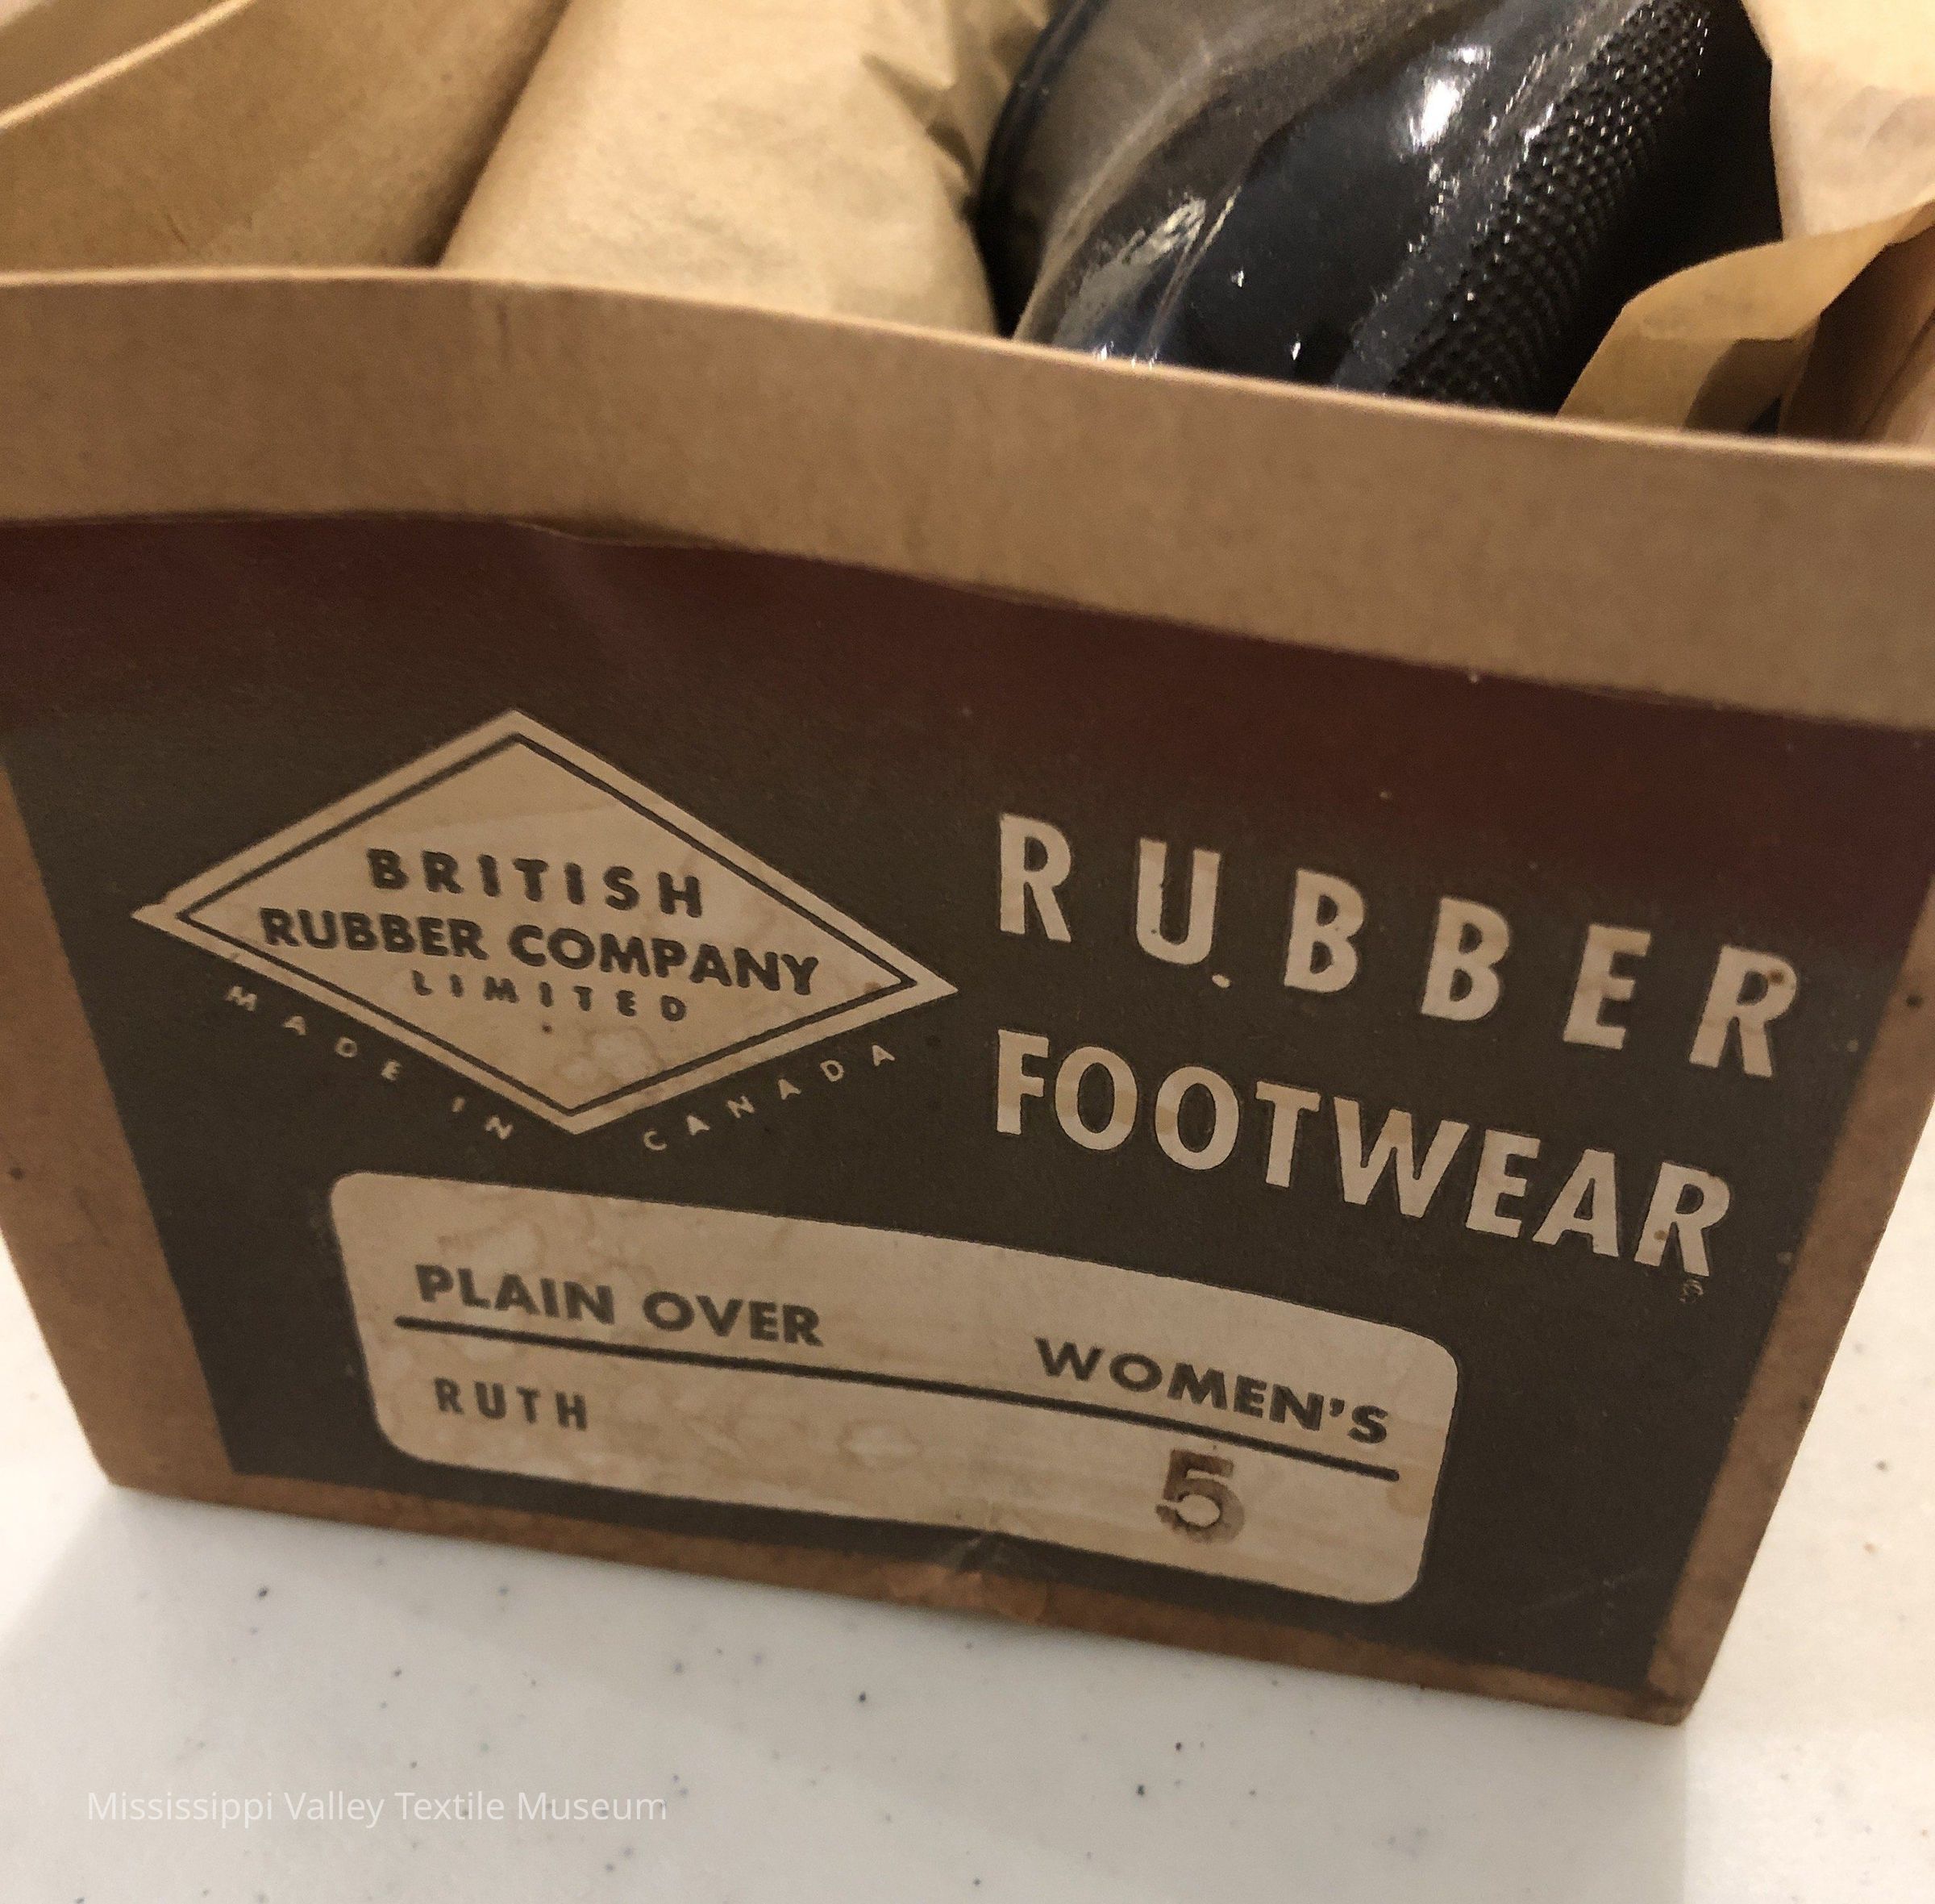 BRITISH
RUBBER COMPANY
LIMITED
MADE IN CANADA
RUBBER
FOOTWEAR
PLAIN OVER WOMEN'S
RUTH 5
Mississippi Valley Textile Museum